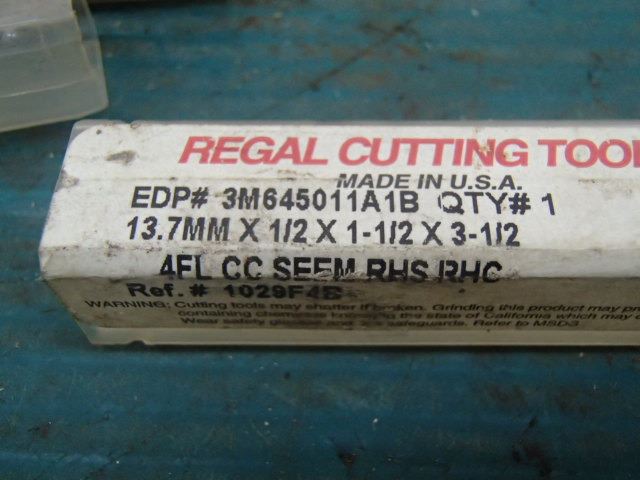 REGAL CUTTING TOOL
MADE IN U.S.A.
EDP# 3M645011A1B QTY# 1
13.7MM X 1/2 X 1-1/2 X 3-1/2
4FL CC SEEM RHS RHC
Ref.# 1029F4B
WARNING: Cutting tools may shatter if broken. Grinding this product may pr
containing chemicals known to the state of California which may
Wear safety glasses and safeguards. Refer to MSDS